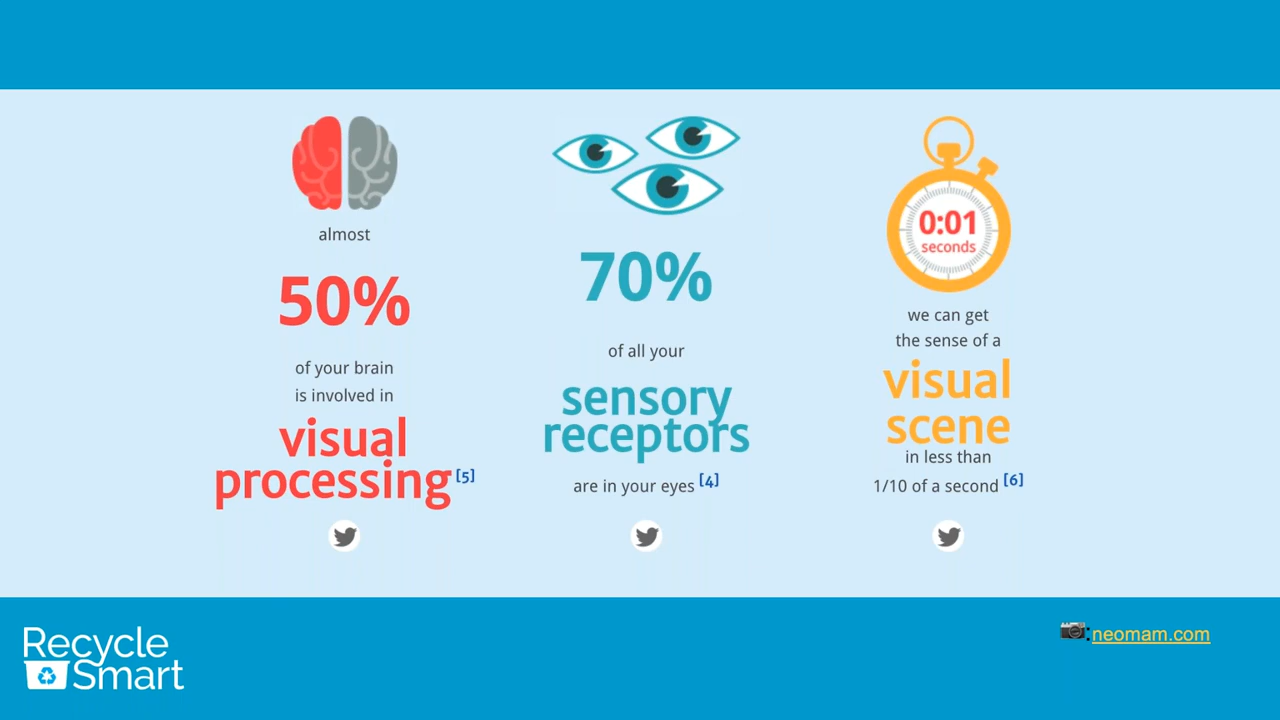 almost
50%
of your brain
is involved in
visual
processing [5]
70%
of all your
sensory
receptors
are in your eyes [4]
0:01
seconds
we can get
the sense of a
visual
scene
in less than
1/10 of a second [6]
Recycle
Smart
:neomam.com